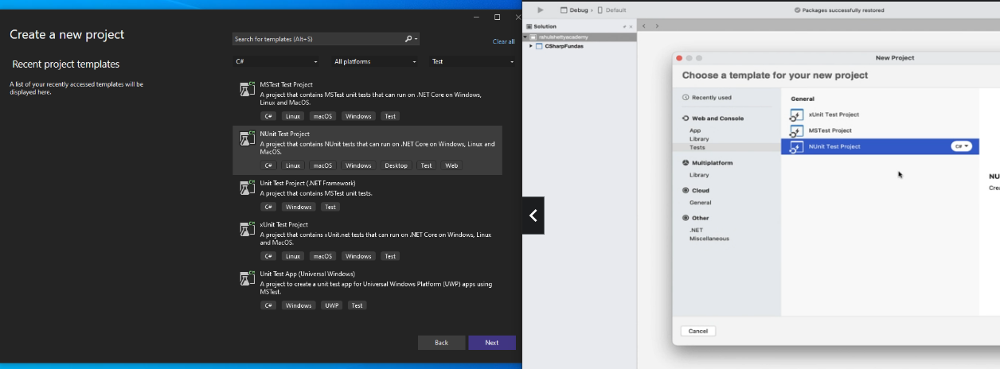 Create a new project
Recent project templates
A list of your recently accessed templates will be
displayed here.
Search for templates (Alt+S)
Clear all
C# All platforms Test
MSTest Test Project
A project that contains MSTest unit tests that can run on .NET Core on Windows,
Linux and MacOS.
C# Linux macOS Windows Test
NUnit Test Project
A project that contains NUnit tests that can run on .NET Core on Windows, Linux and
MacOS.
C# Linux macOS Windows Desktop Test Web
Unit Test Project (.NET Framework)
A project that contains MSTest unit tests.
C# Windows Test
xUnit Test Project
A project that contains xUnit.net tests that can run on .NET Core on Windows, Linux
and MacOS.
C# Linux macOS Windows Test
Unit Test App (Universal Windows)
A project to create a unit test app for Universal Windows Platform (UWP) apps using
MSTest.
C# Windows UWP Test
Back Next
Debug Default
Packages successfully restored
Solution
rshulshettyacademy
CSharpFundas
New Project
Choose a template for your new project
Recently used
Web and Console
App
Library
Tests
Multiplatform
Library
Cloud
General
Other
.NET
Miscellaneous
General
xUnit Test Project
MSTest Project
NUnit Test Project C#
NU
Crea
Cancel